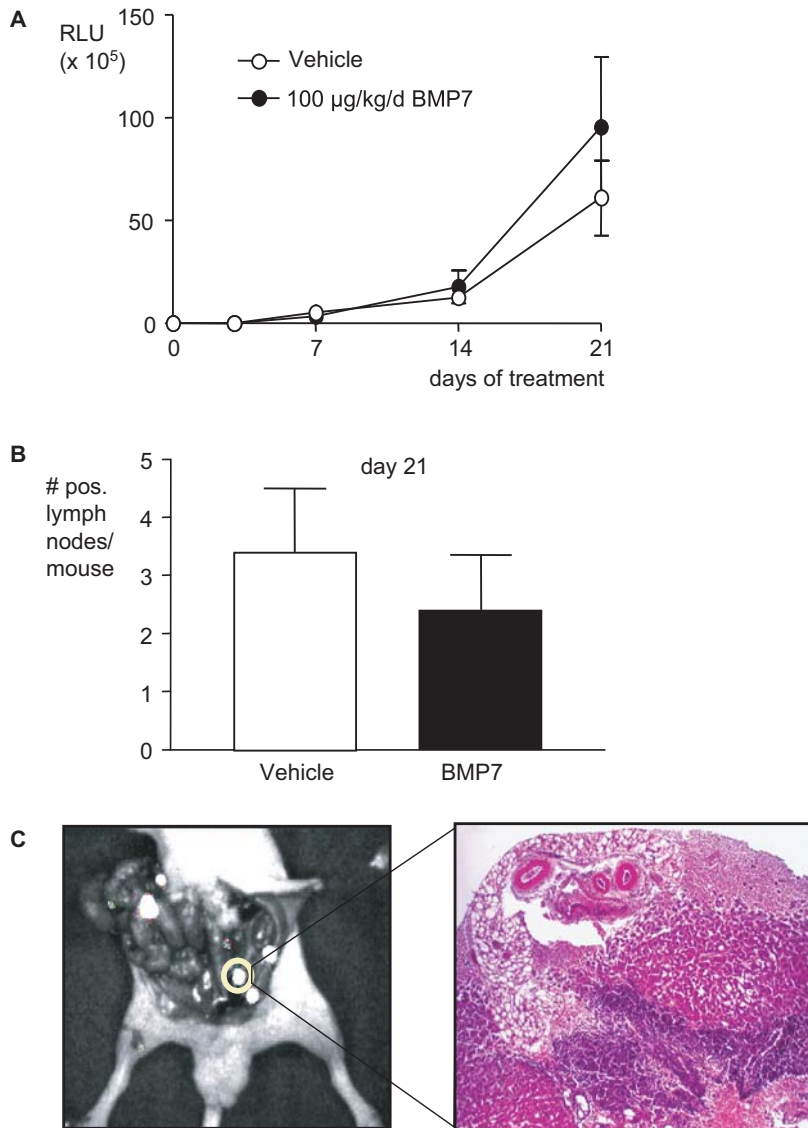 A
RLU
(x 10⁵)
150
100
50
0
Vehicle
100 µg/kg/d BMP7
0 7 14 21
days of treatment
B
# pos.
lymph
nodes/
mouse
day 21
5
4
3
2
1
0
Vehicle BMP7
C